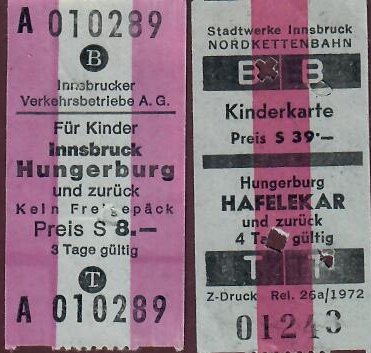 A 010289
B
Innsbrucker
Verkehrsbetriebe A. G.
Für Kinder
Innsbruck
Hungerburg
und zurück
Kein Freigepäck
Preis S 8.—
3 Tage gültig
T
A 010289
Stadtwerke Innsbruck
NORDKETTENBAHN
B B
Kinderkarte
Preis S 39·—
Hungerburg
HAFELEKAR
und zurück
4 Tage gültig
T T
Z-Druck Rel. 26a/1972
01243